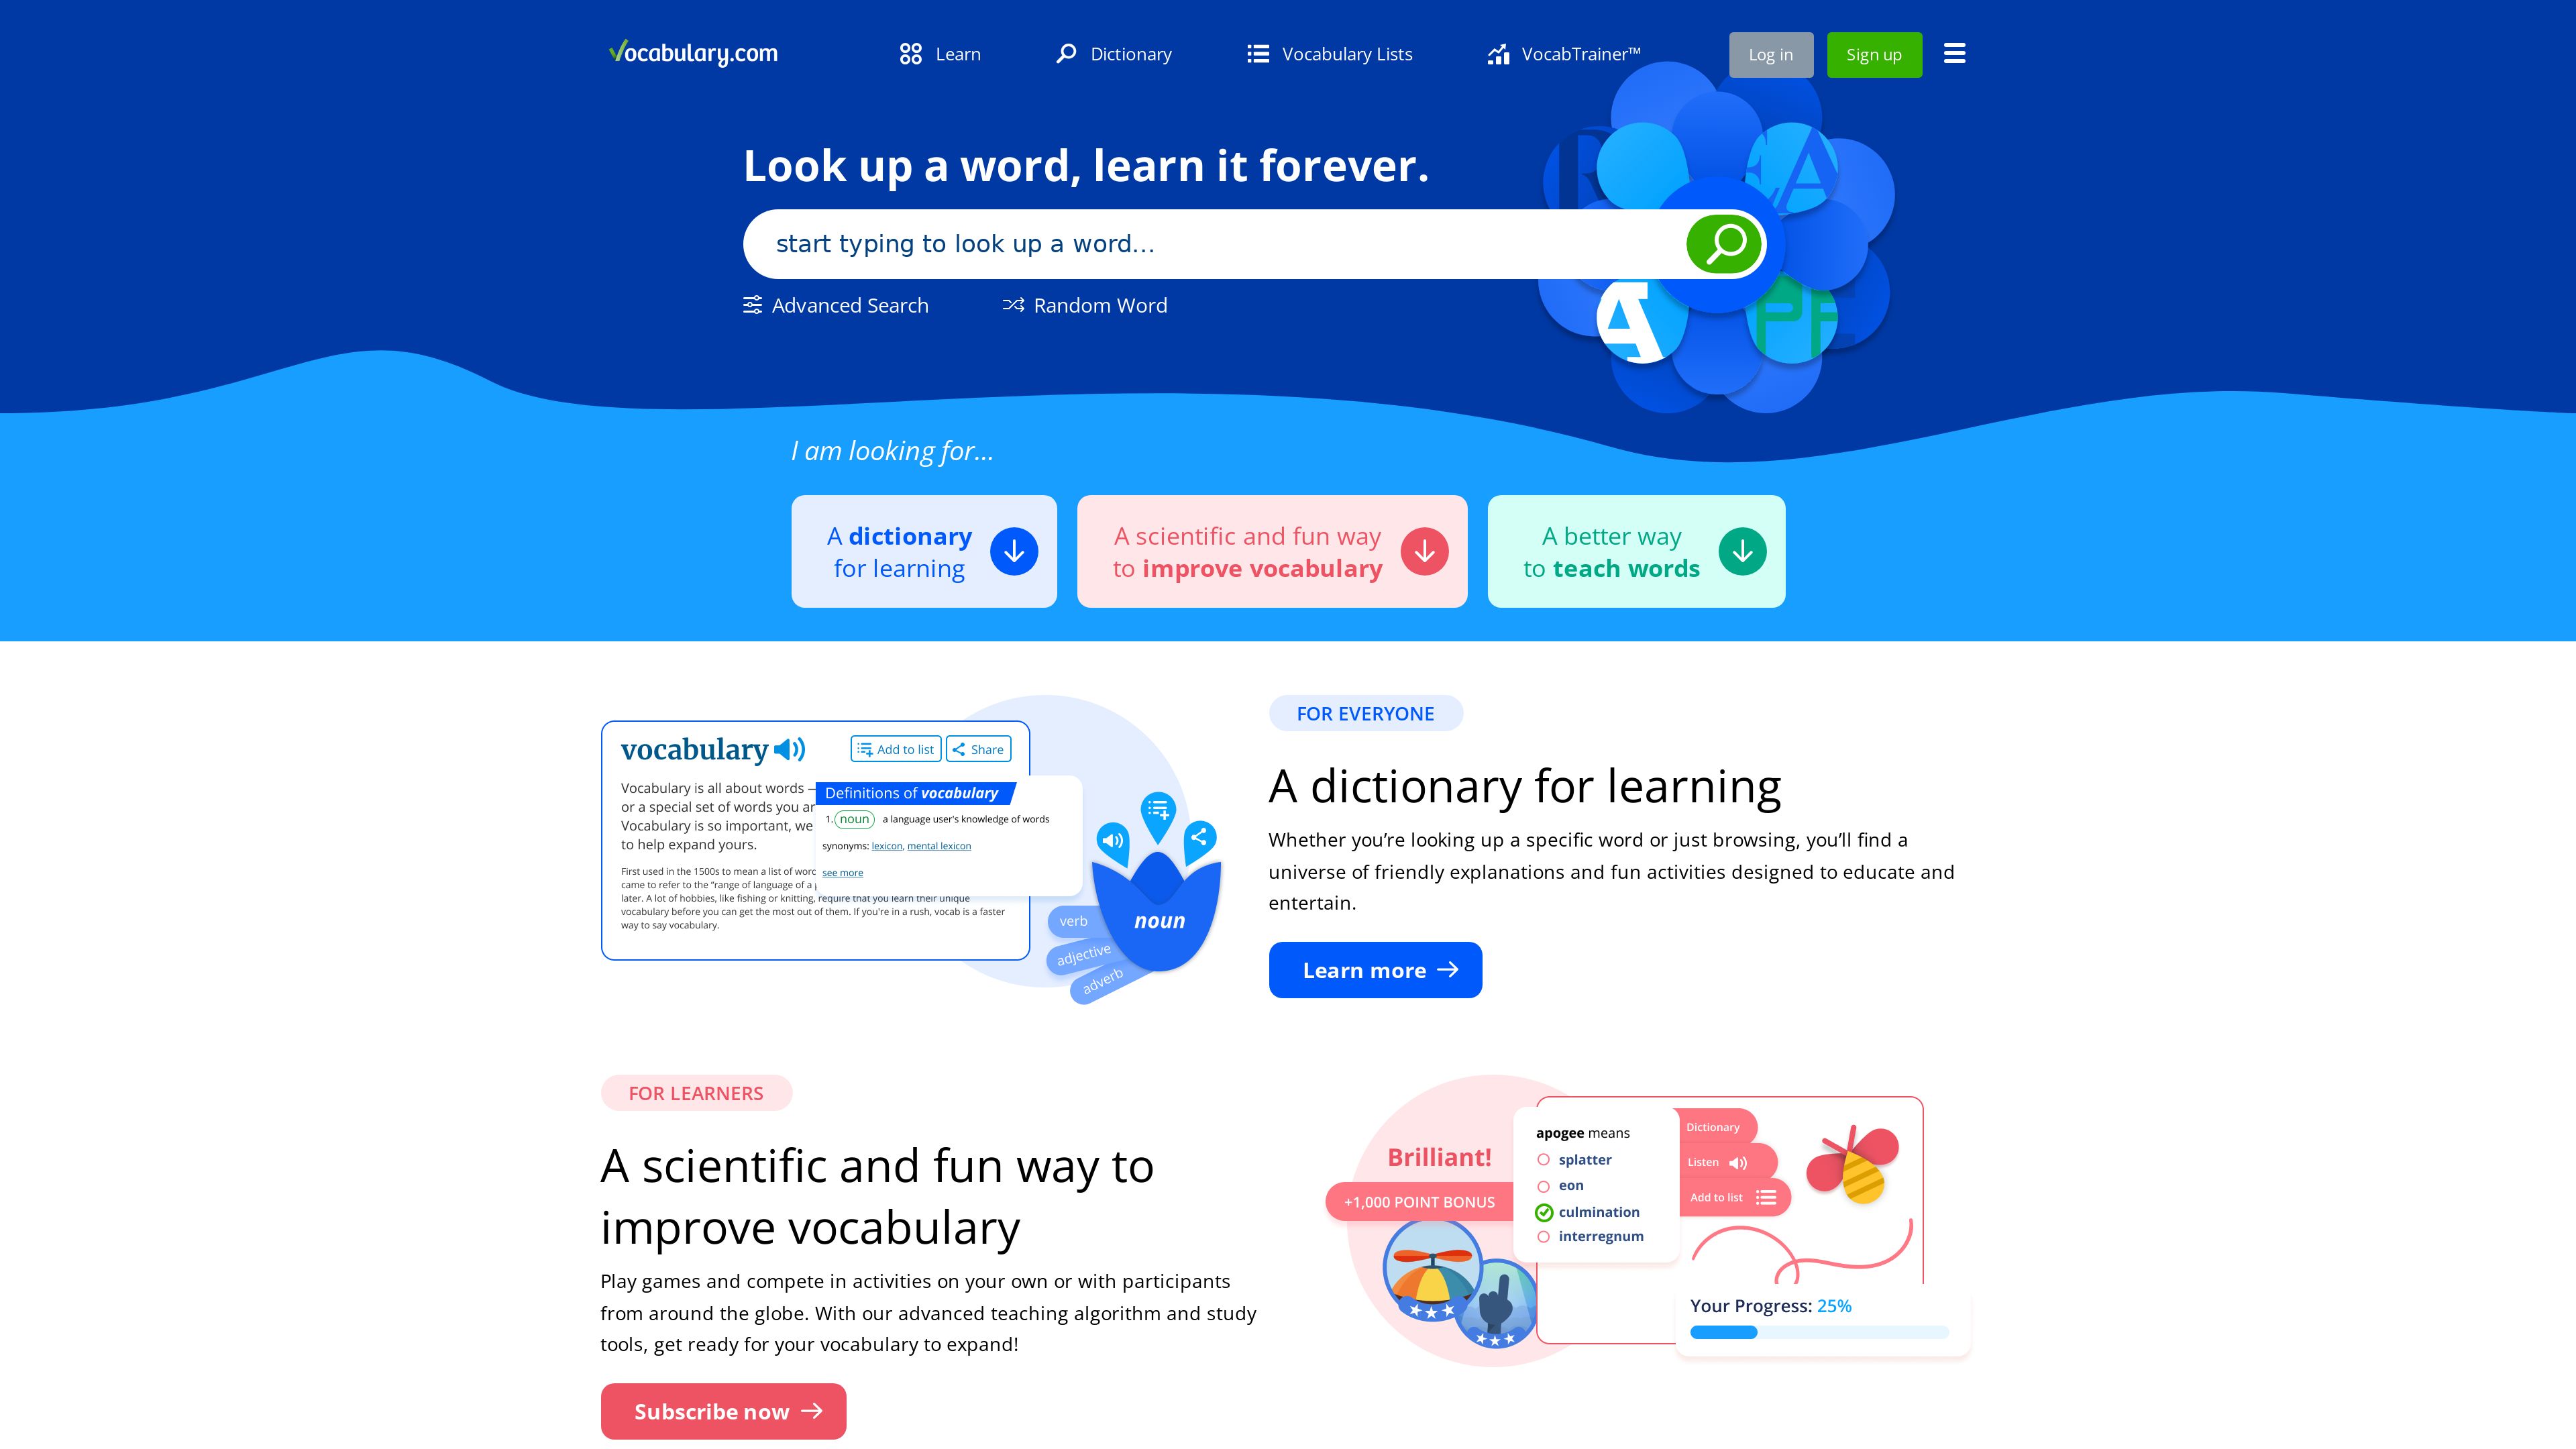 Vocabulary.com
Learn
Dictionary
Vocabulary Lists
VocabTrainer™
Log in
Sign up
Look up a word, learn it forever.
start typing to look up a word...
Advanced Search
Random Word
I am looking for...
A dictionary
for learning
A scientific and fun way
to improve vocabulary
A better way
to teach words
vocabulary
Add to list
Share
Vocabulary is all about words —
or a special set of words you
Vocabulary is so important, we
to help expand yours.
First used in the 1500s to mean a list of
came to refer to the "range of language of a
later. A lot of hobbies, like fishing or knitting, require that you learn their unique
vocabulary before you can get the most out of them. If you're in a rush, vocab is a faster
way to say vocabulary.
Definitions of vocabulary
1. noun a language user's knowledge of words
synonyms: lexicon, mental lexicon
see more
noun
verb
adjective
adverb
FOR EVERYONE
A dictionary for learning
Whether you’re looking up a specific word or just browsing, you’ll find a
universe of friendly explanations and fun activities designed to educate and
entertain.
Learn more
FOR LEARNERS
A scientific and fun way to
improve vocabulary
Play games and compete in activities on your own or with participants
from around the globe. With our advanced teaching algorithm and study
tools, get ready for your vocabulary to expand!
Subscribe now
Brilliant!
+1,000 POINT BONUS
apogee means
splatter
eon
culmination
interregnum
Dictionary
Listen
Add to list
Your Progress: 25%